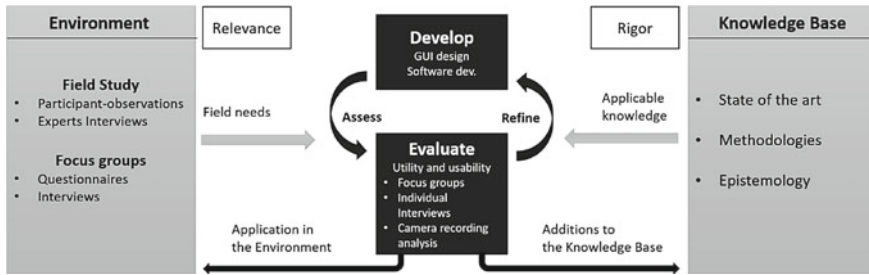 Environment
Field Study
• Participant-observations
• Experts Interviews
Focus groups
• Questionnaires
• Interviews
Relevance
Field needs
Application in
the Environment
Develop
GUI design
Software dev.
Assess
Refine
Evaluate
Utility and usability
• Focus groups
• Individual
Interviews
• Camera recording
analysis
Rigor
Applicable
knowledge
Additions to
the Knowledge Base
Knowledge Base
• State of the art
• Methodologies
• Epistemology